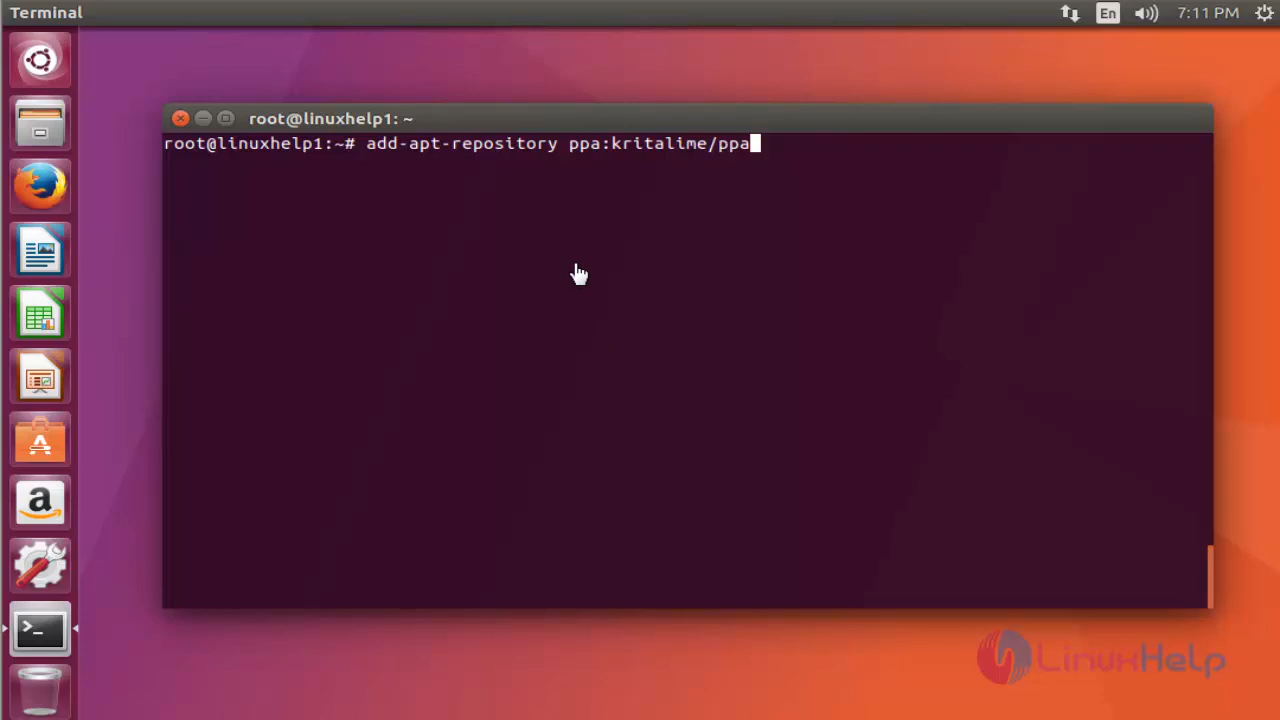 Terminal
En
7:11 PM
root@linuxhelp1: ~
root@linuxhelp1:~# add-apt-repository ppa:kritalime/ppa
a
>_
LinuxHelp